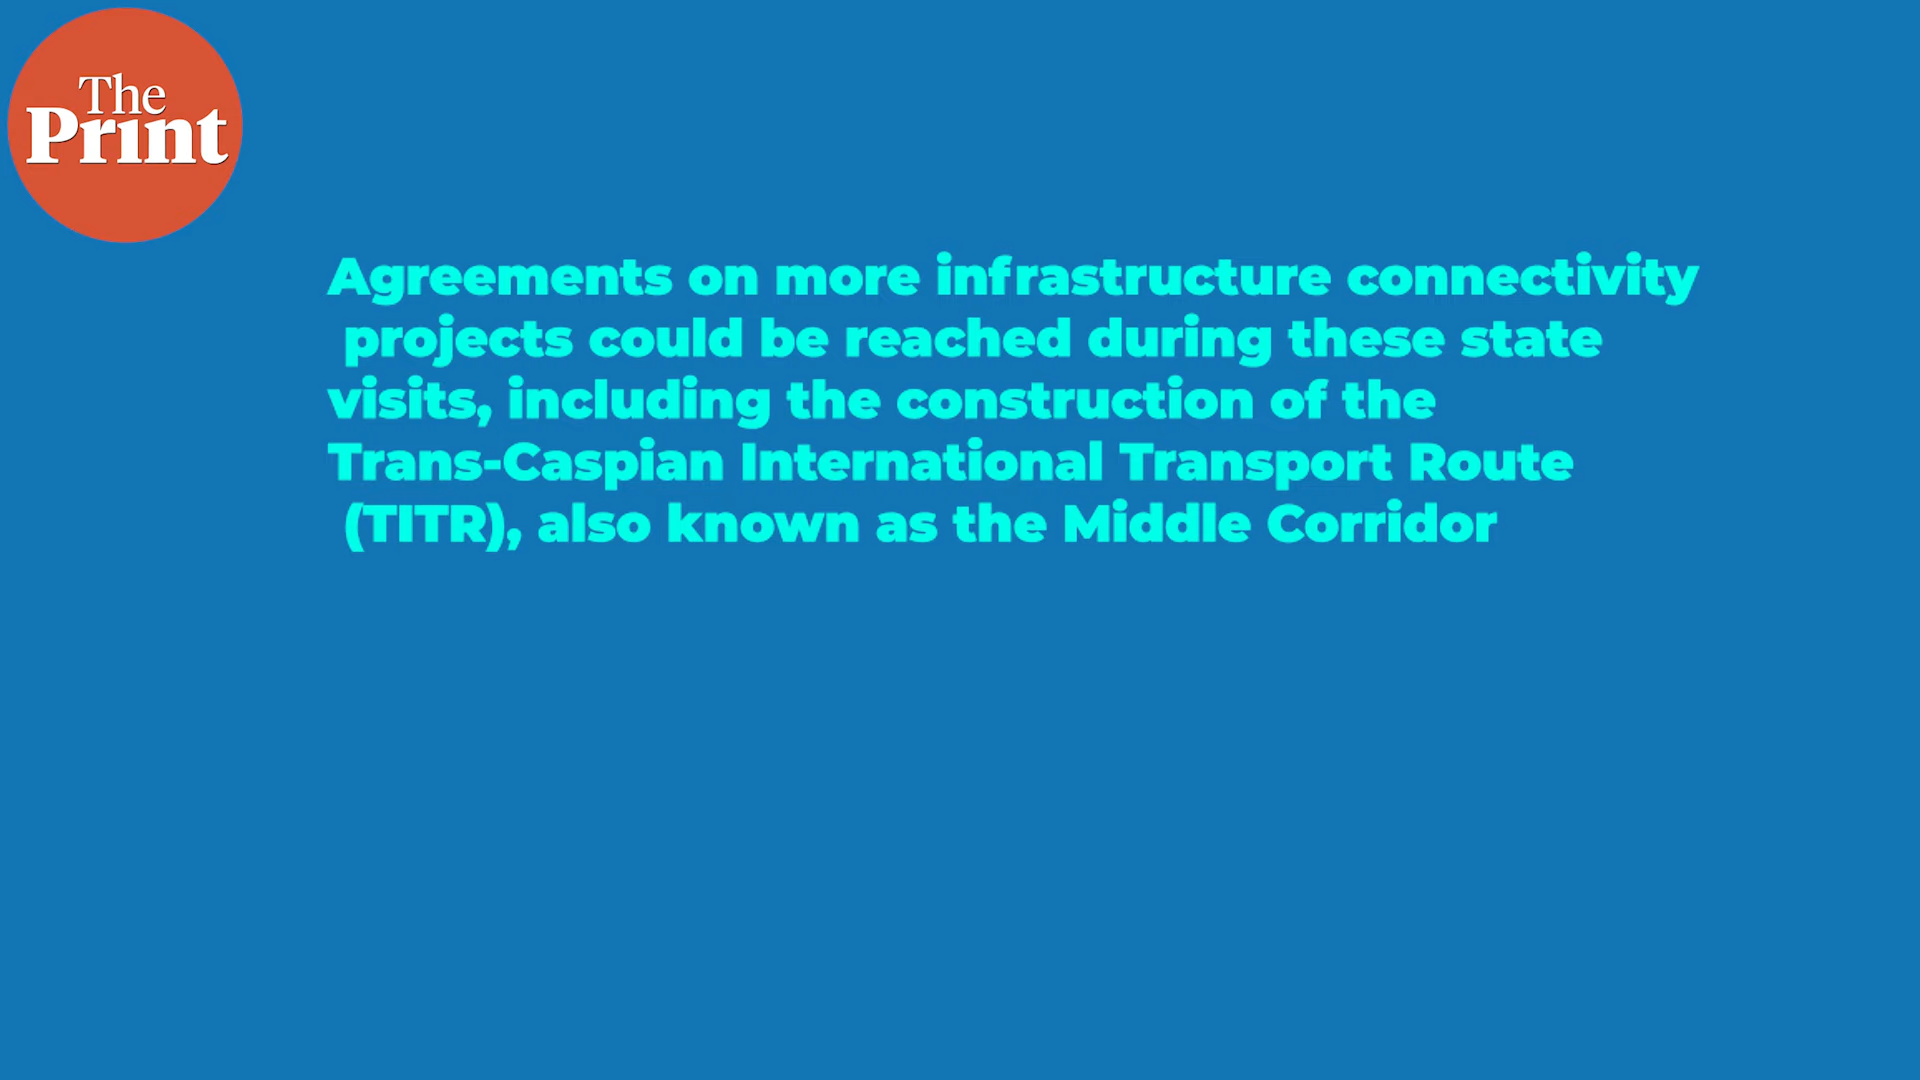 The
Print
Agreements on more infrastructure connectivity
projects could be reached during these state
visits, including the construction of the
Trans-Caspian International Transport Route
(TITR), also known as the Middle Corridor